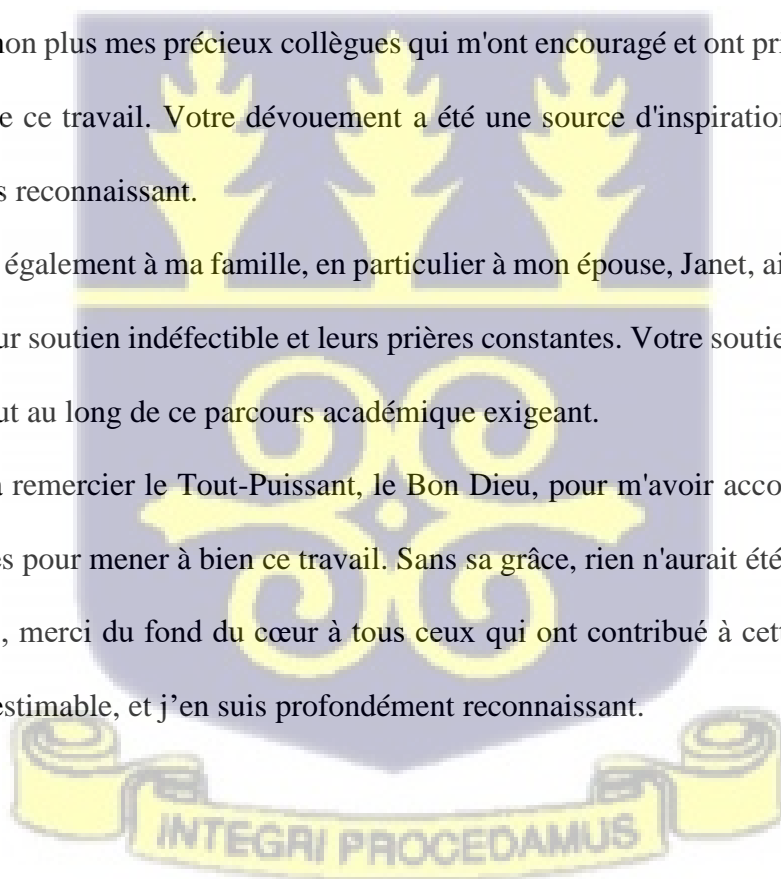 non plus mes précieux collègues qui m'ont encouragé et ont pri
e ce travail. Votre dévouement a été une source d'inspiration
s reconnaissant.
également à ma famille, en particulier à mon épouse, Janet, ai
ur soutien indéfectible et leurs prières constantes. Votre soutie
ut au long de ce parcours académique exigeant.
à remercier le Tout-Puissant, le Bon Dieu, pour m'avoir acco
es pour mener à bien ce travail. Sans sa grâce, rien n'aurait été
, merci du fond du cœur à tous ceux qui ont contribué à cett
estimable, et j’en suis profondément reconnaissant.
INTEGRI PROCEDAMUS